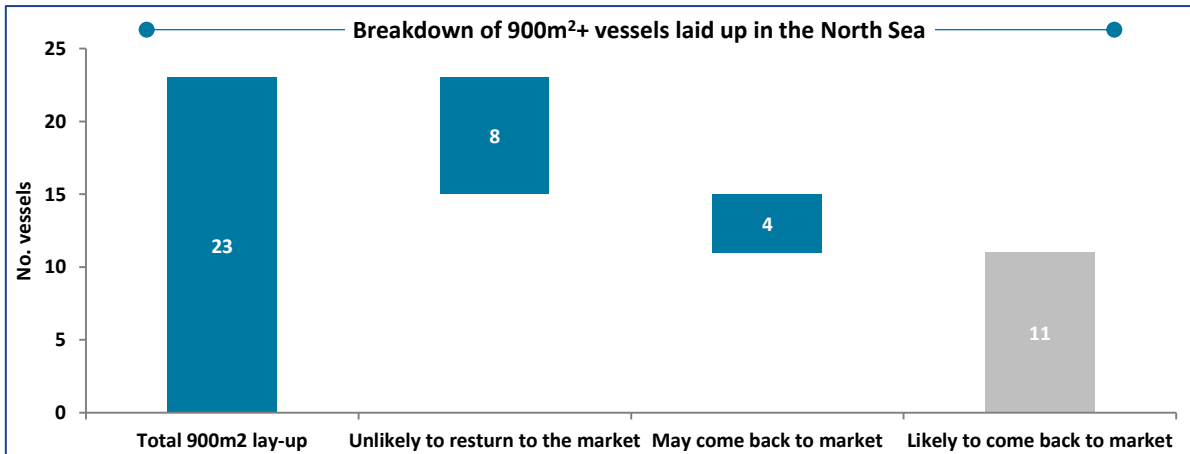 Breakdown of 900m²+ vessels laid up in the North Sea
No. vessels
25
20
15
10
5
0
23
8
4
11
Total 900m2 lay-up
Unlikely to resturn to the market
May come back to market
Likely to come back to market